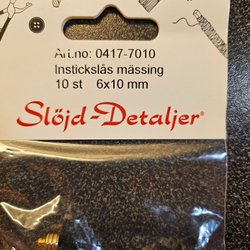 Art.no: 0417-7010
Instickslås mässing
10 st 6x10 mm
Slöjd-Detaljer®